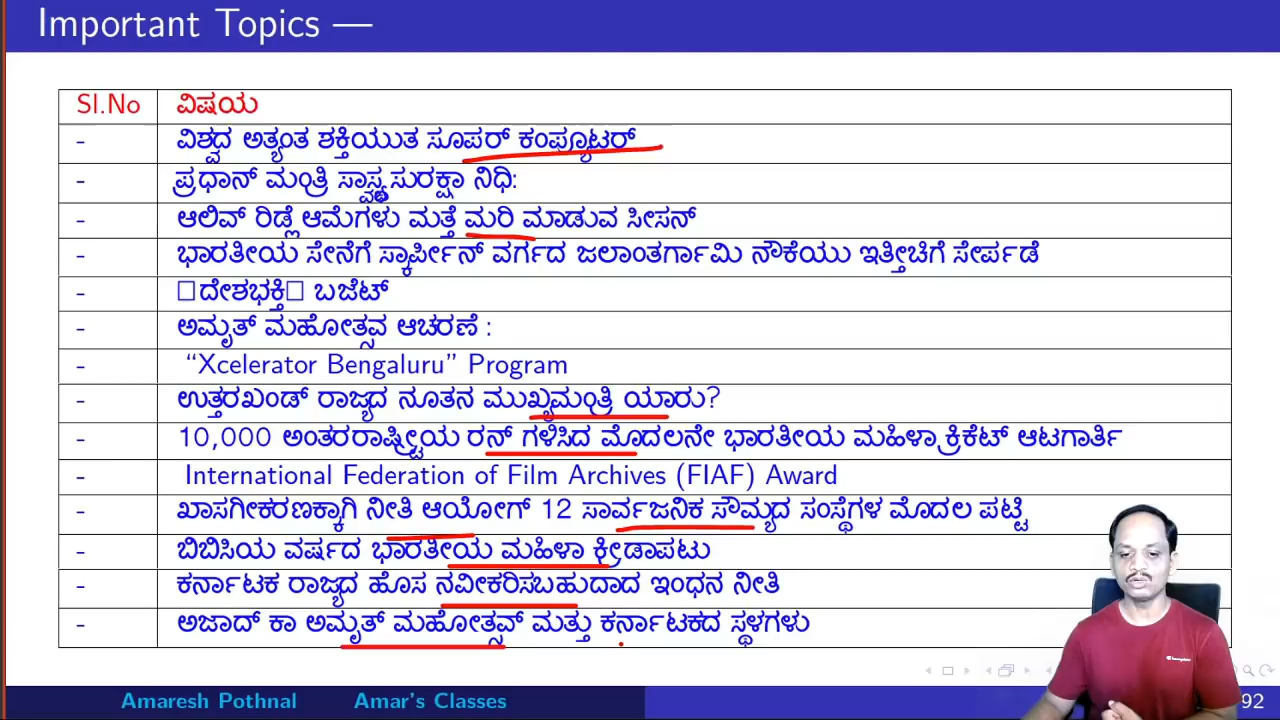 Important Topics —
Sl.No ವಿಷಯ
- ವಿಶ್ವದ ಅತ್ಯಂತ ಶಕ್ತಿಯುತ ಸೂಪರ್ ಕಂಪ್ಯೂಟರ್
- ಪ್ರಧಾನ್ ಮಂತ್ರಿ ಸುರಕ್ಷಾ ನಿಧಿ:
- ಆಲಿವ್ ರಿಡ್ಲೆ ಆಮೆಗಳು ಮತ್ತೆ ಮರಿ ಮಾಡುವ ಸೀಸನ್
- ಭಾರತೀಯ ಸೇನೆಗೆ ಸ್ಕಾರ್ಪೀನ್ ವರ್ಗದ ಜಲಾಂತರ್ಗಾಮಿ ನೌಕೆಯು ಇತ್ತೀಚಿಗೆ ಸೇರ್ಪಡೆ
- □ದೇಶಭಕ್ತಿ□ ಬಜೆಟ್
- ಅಮೃತ್ ಮಹೋತ್ಸವ ಆಚರಣೆ :
- “Xcelerator Bengaluru” Program
- ಉತ್ತರಖಂಡ್ ರಾಜ್ಯದ ನೂತನ ಮುಖ್ಯಮಂತ್ರಿ ಯಾರು?
- 10,000 ಅಂತರರಾಷ್ಟ್ರೀಯ ರನ್ ಗಳಿಸಿದ ಮೊದಲನೇ ಭಾರತೀಯ ಮಹಿಳಾ ಕ್ರಿಕೆಟ್ ಆಟಗಾರ್ತಿ
- International Federation of Film Archives (FIAF) Award
- ಖಾಸಗೀಕರಣಕ್ಕಾಗಿ ನೀತಿ ಆಯೋಗ್ 12 ಸಾರ್ವಜನಿಕ ಸೌಮ್ಯದ ಸಂಸ್ಥೆಗಳ ಮೊದಲ ಪಟ್ಟಿ
- ಬಿಬಿಸಿಯ ವರ್ಷದ ಭಾರತೀಯ ಮಹಿಳಾ ಕ್ರೀಡಾಪಟು
- ಕರ್ನಾಟಕ ರಾಜ್ಯದ ಹೊಸ ನವೀಕರಿಸಬಹುದಾದ ಇಂಧನ ನೀತಿ
- ಅಜಾದ್ ಕಾ ಅಮೃತ್ ಮಹೋತ್ಸವ್ ಮತ್ತು ಕರ್ನಾಟಕದ ಸ್ಥಳಗಳು
Amaresh Pothnal Amar's Classes 92